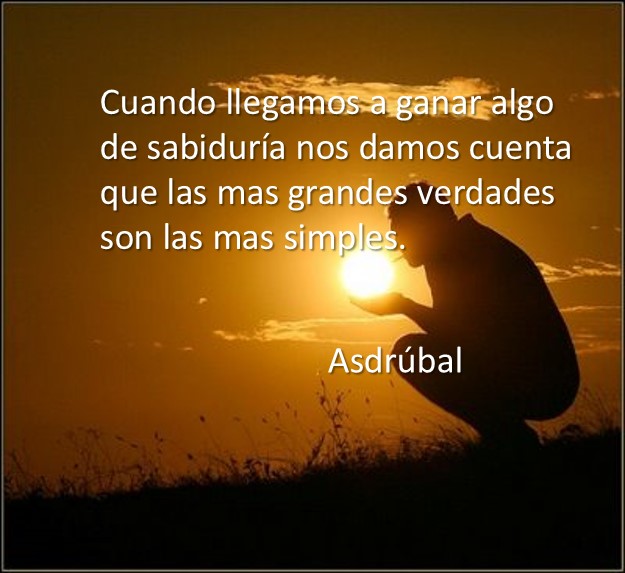 Cuando llegamos a ganar algo
de sabiduría nos damos cuenta
que las mas grandes verdades
son las mas simples.
Asdrúbal